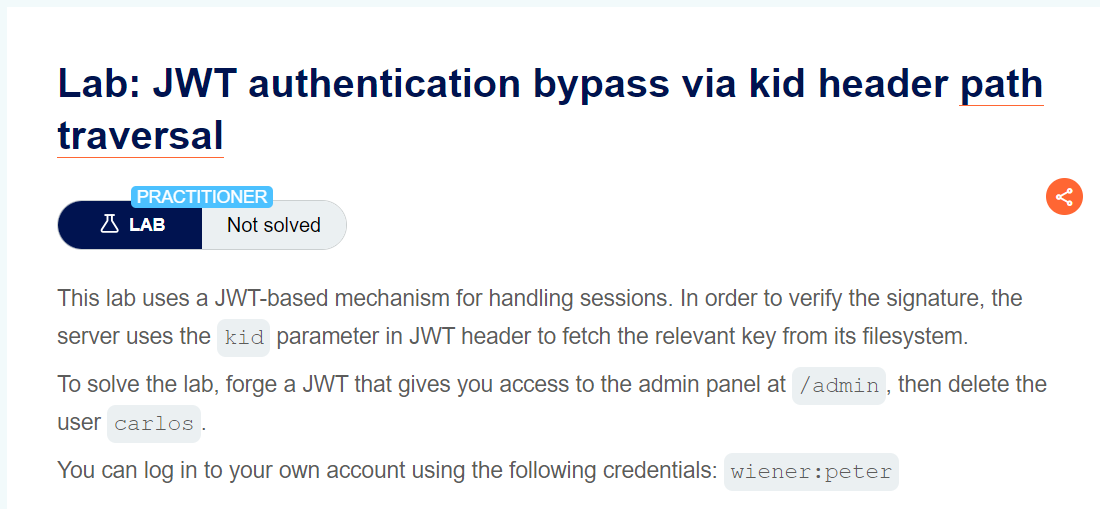 Lab: JWT authentication bypass via kid header path
traversal
PRACTITIONER
LAB Not solved
This lab uses a JWT-based mechanism for handling sessions. In order to verify the signature, the
server uses the kid parameter in JWT header to fetch the relevant key from its filesystem.
To solve the lab, forge a JWT that gives you access to the admin panel at /admin, then delete the
user carlos.
You can log in to your own account using the following credentials: wiener:peter